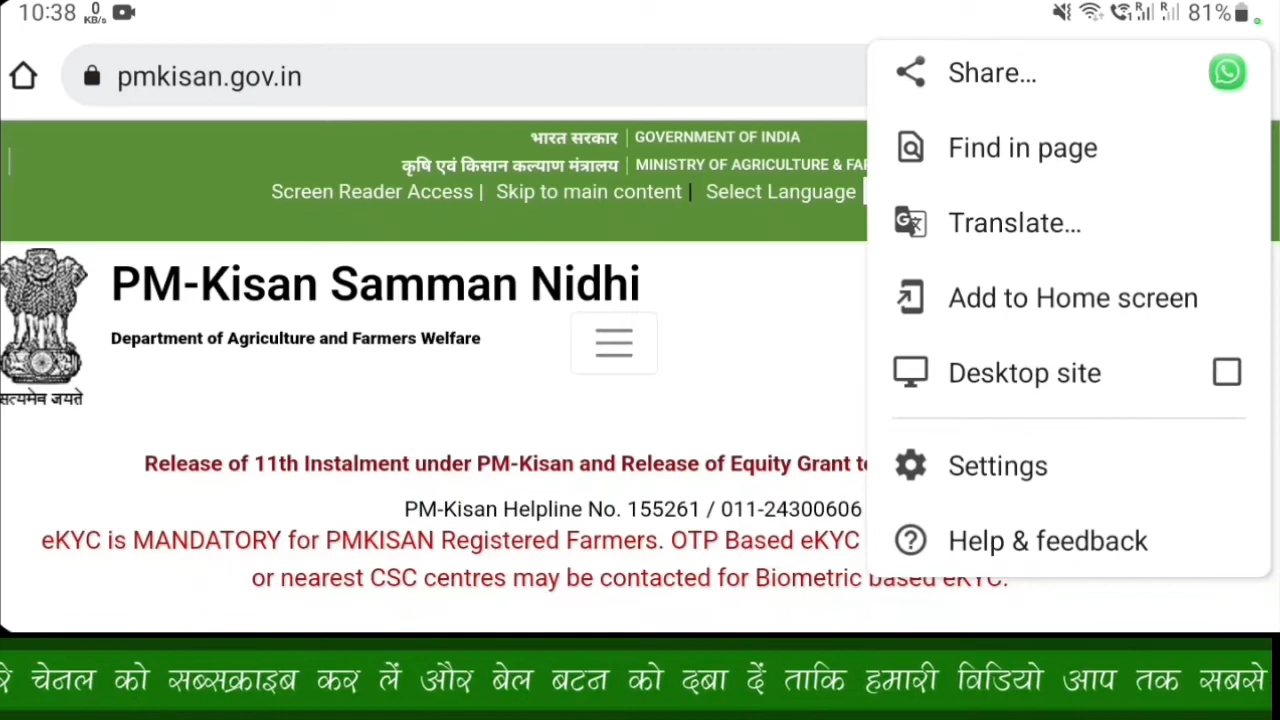 10:38 0 KB/s 81%
pmkisan.gov.in
Share...
Find in page
Translate...
Add to Home screen
Desktop site
Settings
Help & feedback
भारत सरकार GOVERNMENT OF INDIA
कृषि एवं किसान कल्याण मंत्रालय MINISTRY OF AGRICULTURE &
Screen Reader Access | Skip to main content | Select Language
PM-Kisan Samman Nidhi
Department of Agriculture and Farmers Welfare
सत्यमेव जयते
Release of 11th Instalment under PM-Kisan and Release of Equity Grant
PM-Kisan Helpline No. 155261 / 011-24300606
eKYC is MANDATORY for PMKISAN Registered Farmers. OTP Based eKYC
or nearest CSC centres may be contacted for Biometric based eKYC.
चेनल को सब्सक्राइब कर लें और बेल बटन को दबा दें ताकि हमारी विडियो आप तक सबसे